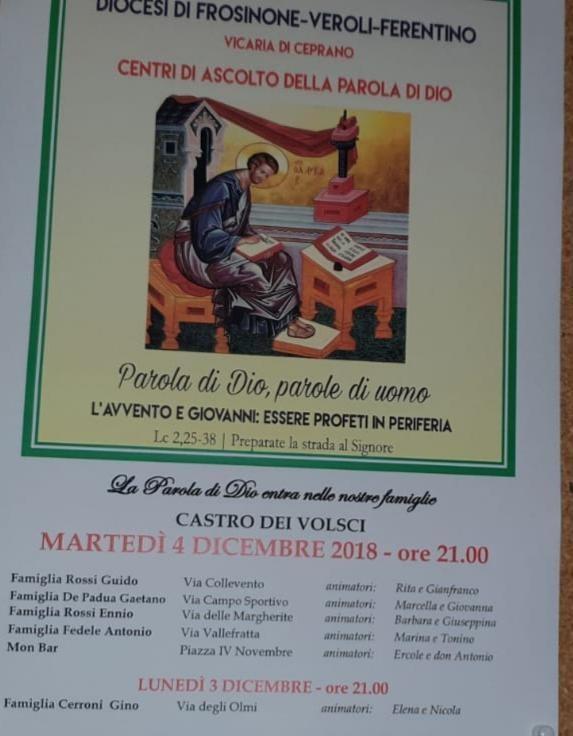 DIOCESI DI FROSINONE-VEROLI-FERENTINO
VICARIA DI CEPRANO
CENTRI DI ASCOLTO DELLA PAROLA DI DIO
Parola di Dio, parole di uomo
L'AVVENTO E GIOVANNI: ESSERE PROFETI IN PERIFERIA
Lc 2,25-38 | Preparate la strada al Signore
La Parola di Dio entra nelle nostre famiglie
CASTRO DEI VOLSCI
MARTEDÌ 4 DICEMBRE 2018 - ore 21.00
Famiglia Rossi Guido Via Collevento animatori: Rita e Gianfranco
Famiglia De Padua Gaetano Via Campo Sportivo animatori: Marcella e Giovanna
Famiglia Rossi Ennio Via delle Margherite animatori: Barbara e Giuseppina
Famiglia Fedele Antonio Via Vallefratta animatori: Marina e Tonino
Mon Bar Piazza IV Novembre animatori: Ercole e don Antonio
LUNEDÌ 3 DICEMBRE - ore 21.00
Famiglia Cerroni Gino Via degli Olmi animatori: Elena e Nicola